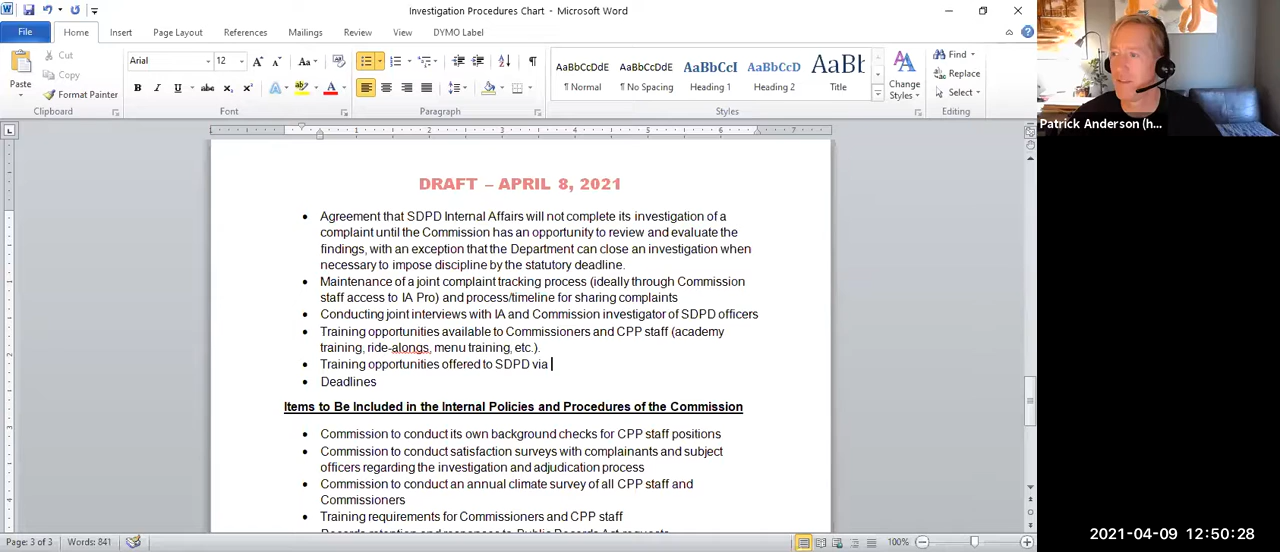 Investigation Procedures Chart - Microsoft Word
File Home Insert Page Layout References Mailings Review View DYMO Label
Paste
Cut
Copy
Format Painter
Clipboard
Arial 12
Font
Paragraph
AaBbCcDdE AaBbCcDdE AaBbCcI AaBbCcD AaBb
¶ Normal ¶ No Spacing Heading 1 Heading 2 Title
Change Styles
Styles
Find
Replace
Select
Editing
Patrick Anderson (h...
DRAFT – APRIL 8, 2021
• Agreement that SDPD Internal Affairs will not complete its investigation of a
complaint until the Commission has an opportunity to review and evaluate the
findings, with an exception that the Department can close an investigation when
necessary to impose discipline by the statutory deadline.
• Maintenance of a joint complaint tracking process (ideally through Commission
staff access to IA Pro) and process/timeline for sharing complaints
• Conducting joint interviews with IA and Commission investigator of SDPD officers
• Training opportunities available to Commissioners and CPP staff (academy
training, ride-alongs, menu training, etc.).
• Training opportunities offered to SDPD via
• Deadlines
Items to Be Included in the Internal Policies and Procedures of the Commission
• Commission to conduct its own background checks for CPP staff positions
• Commission to conduct satisfaction surveys with complainants and subject
officers regarding the investigation and adjudication process
• Commission to conduct an annual climate survey of all CPP staff and
Commissioners
• Training requirements for Commissioners and CPP staff
• Records retention and responses to Public Records Act requests
Page: 3 of 3 Words: 841 100%
2021-04-09 12:50:28